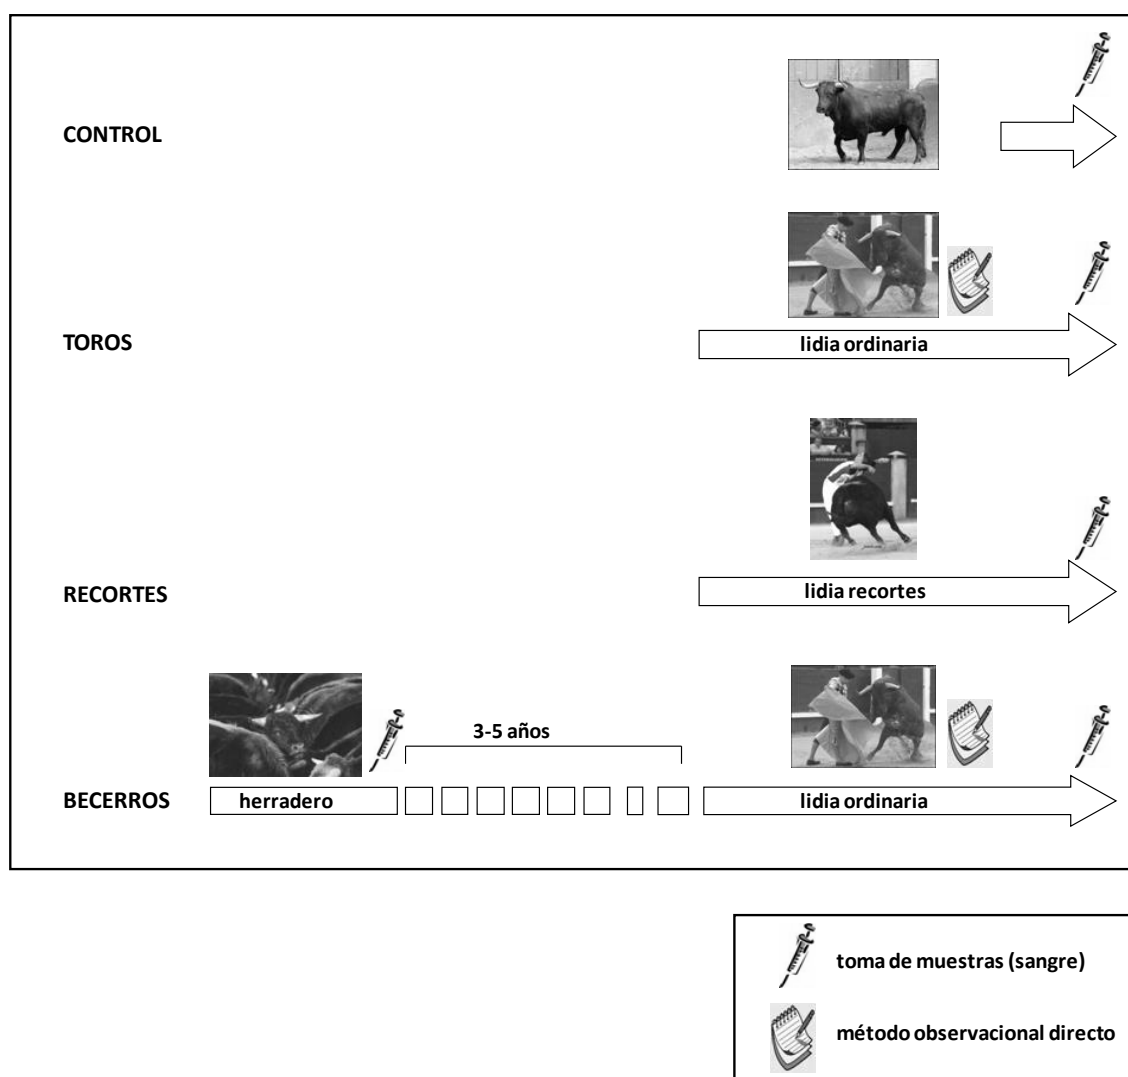 CONTROL
TOROS
lidia ordinaria
RECORTES
lidia recortes
3-5 años
BECERROS
herradero
lidia ordinaria
toma de muestras (sangre)
método observacional directo